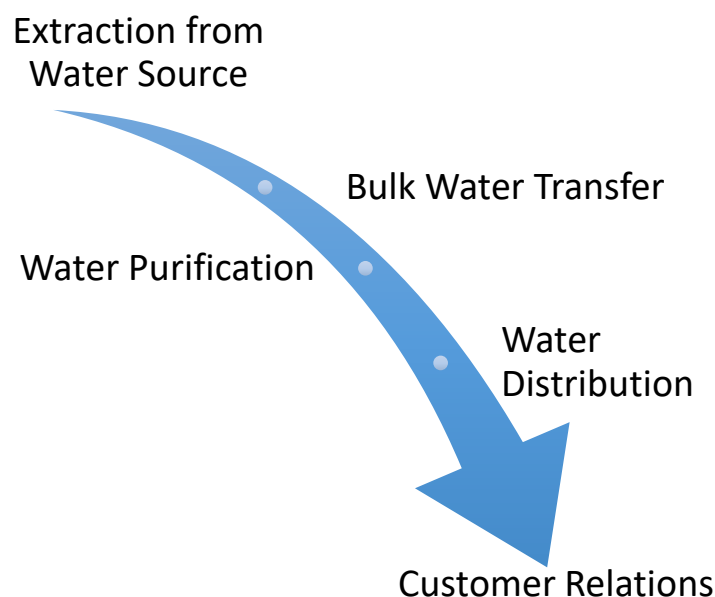 Extraction from
Water Source
Bulk Water Transfer
Water Purification
Water
Distribution
Customer Relations